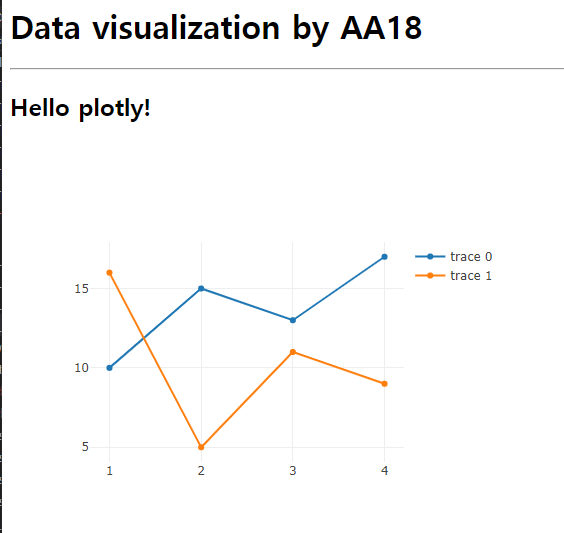 Data visualization by AA18
Hello plotly!
trace 0
trace 1
15
10
5
1 2 3 4